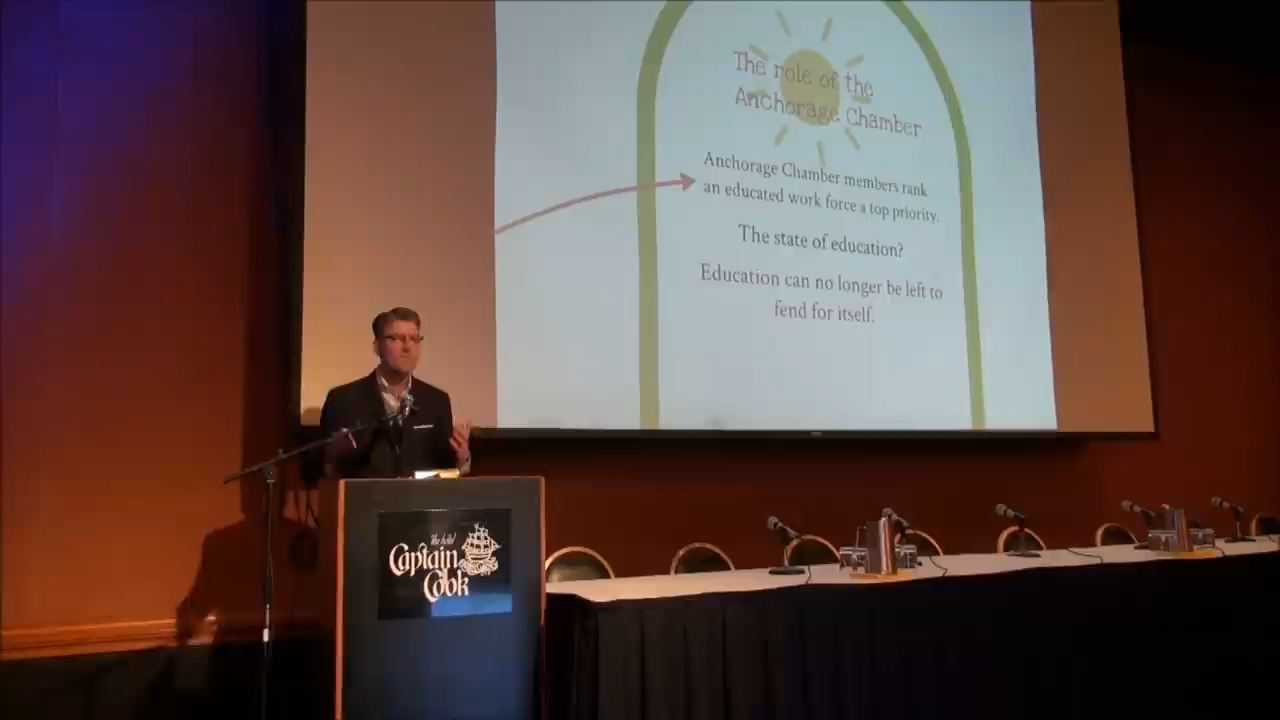 The role of the
Anchorage Chamber
Anchorage Chamber members rank
an educated work force a top priority.
The state of education?
Education can no longer be left to
fend for itself.
The hotel
Captain
Cook